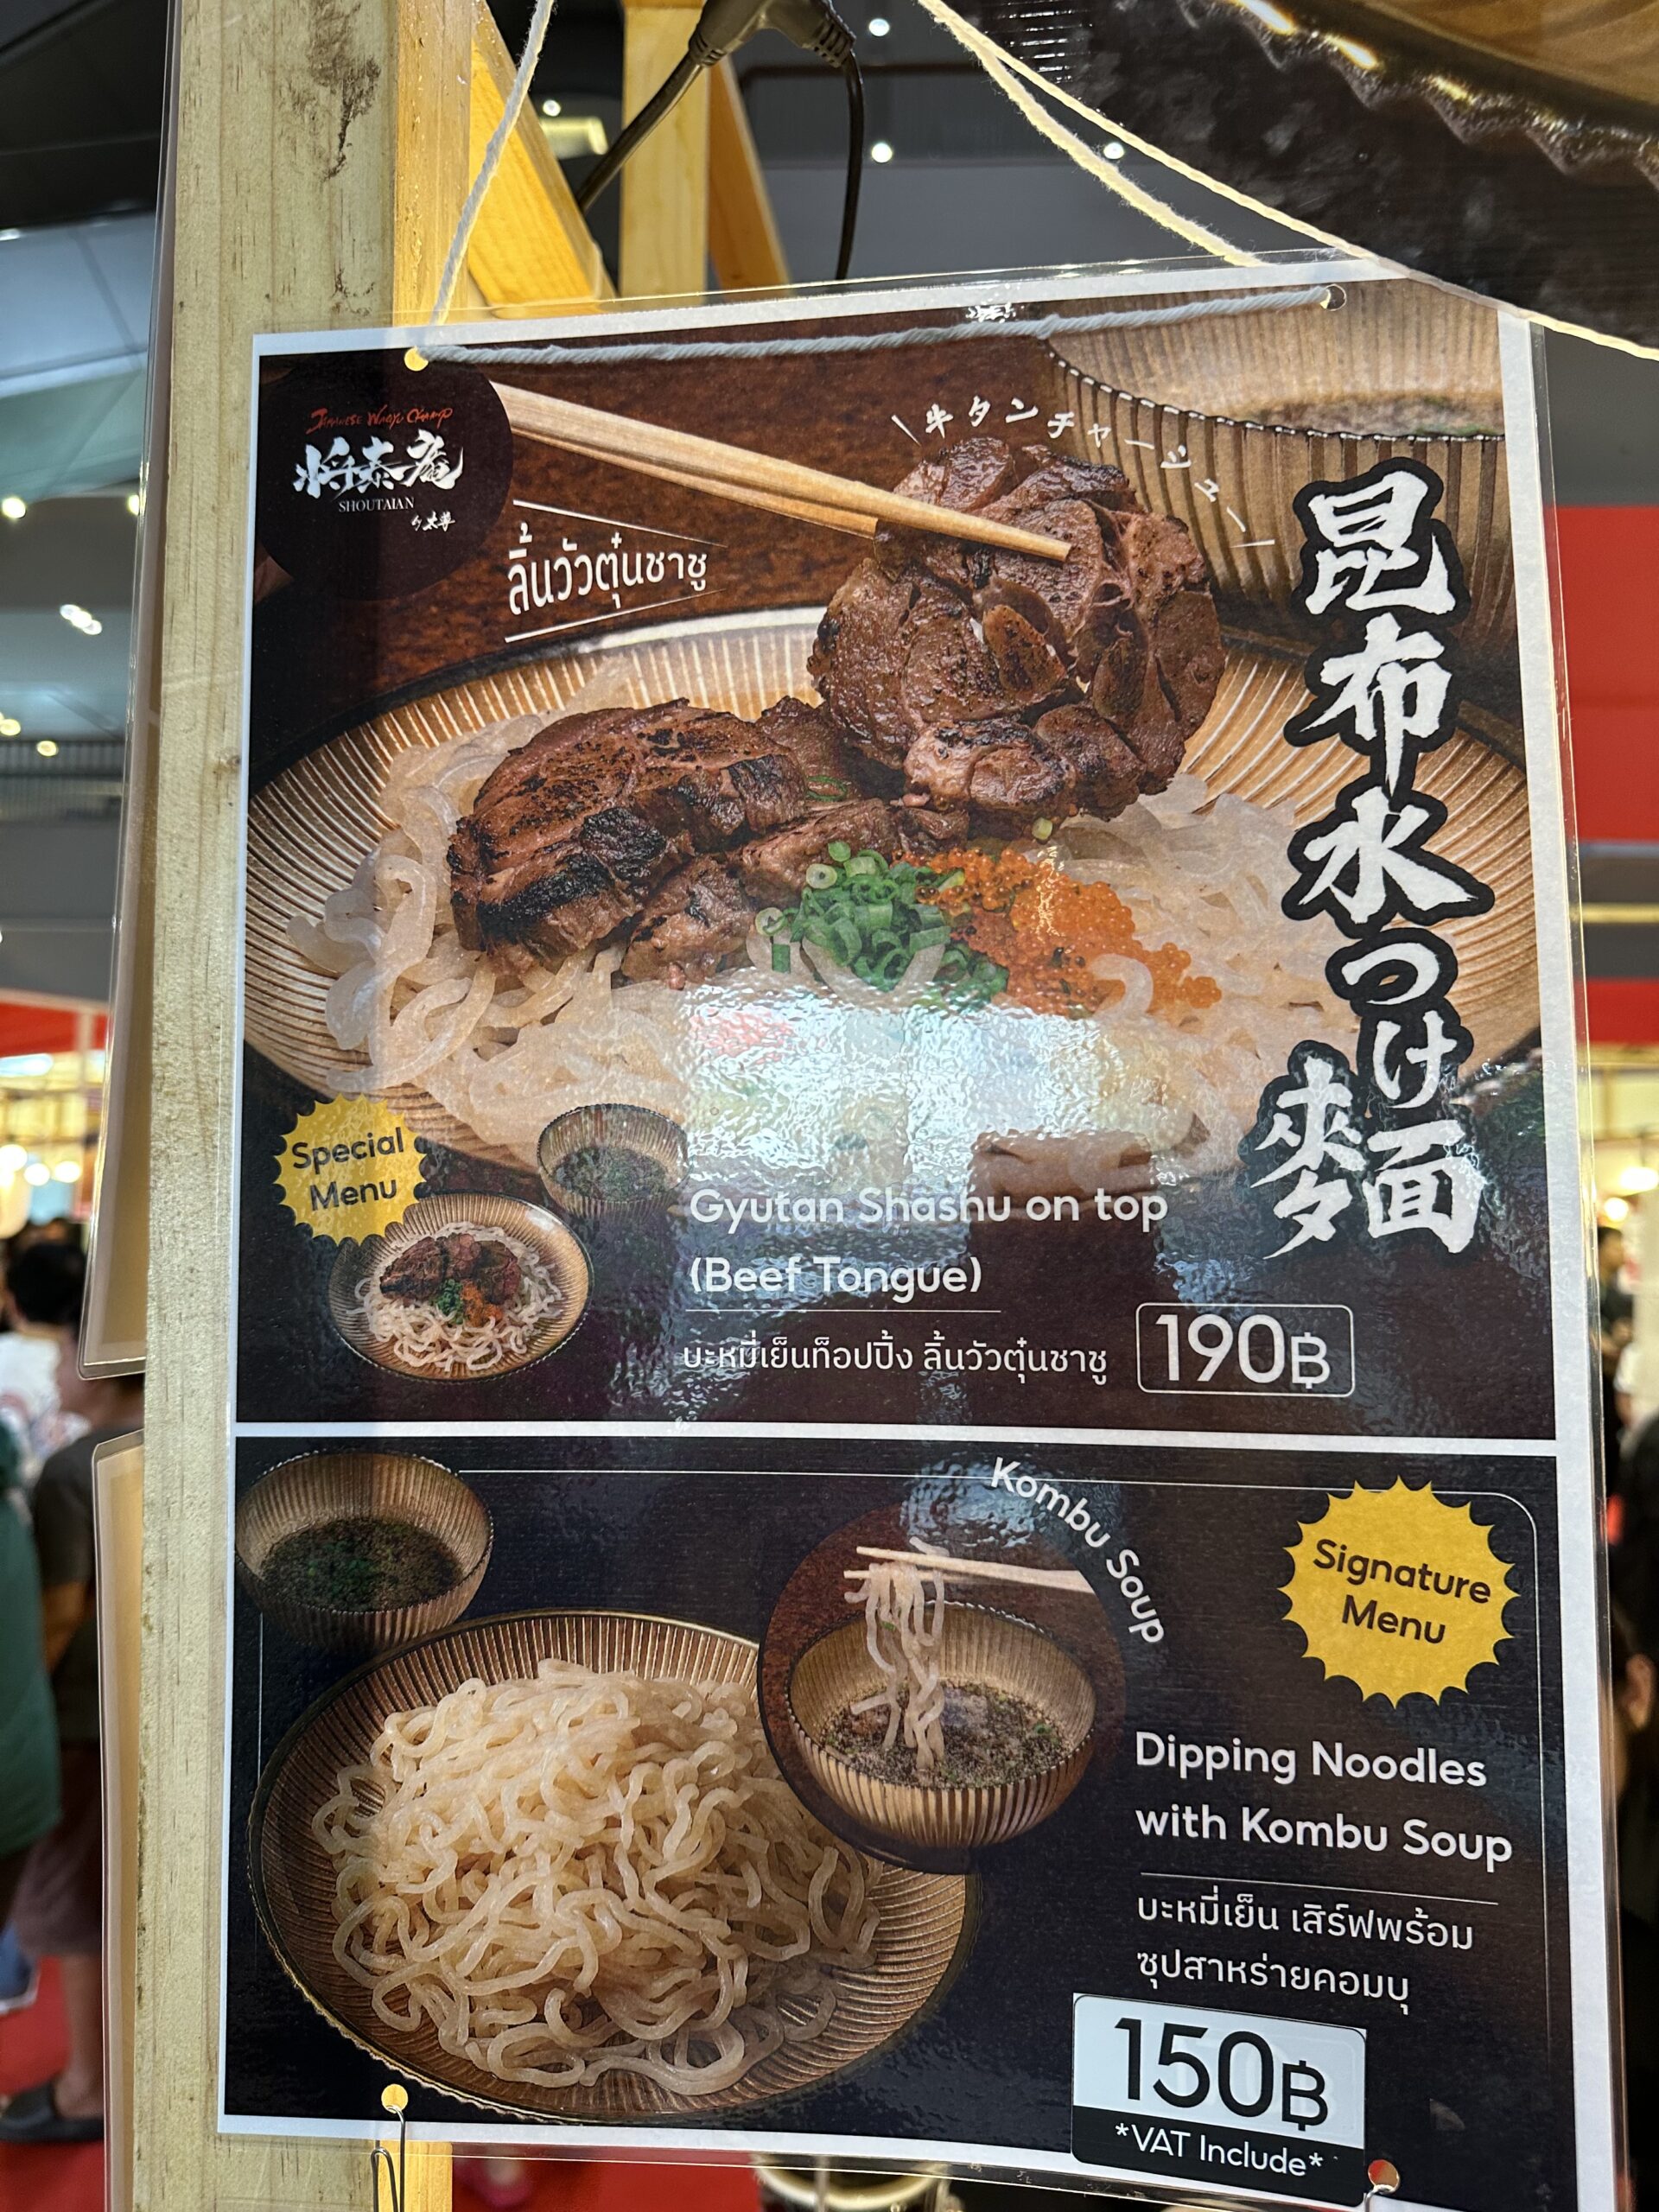 JAPANESE WAGYU CHAMP
将泰庵
SHOUTAIAN
牛タンチャーシュー
ลิ้นวัวตุ๋นชาชู
昆布水つけ麺
Special
Menu
Gyutan Shashu on top
(Beef Tongue)
บะหมี่เย็นท็อปปิ้ง ลิ้นวัวตุ๋นชาชู
190฿
Kombu Soup
Signature
Menu
Dipping Noodles
with Kombu Soup
บะหมี่เย็น เสิร์ฟพร้อม
ซุปสาหร่ายคอมบุ
150฿
*VAT Include*